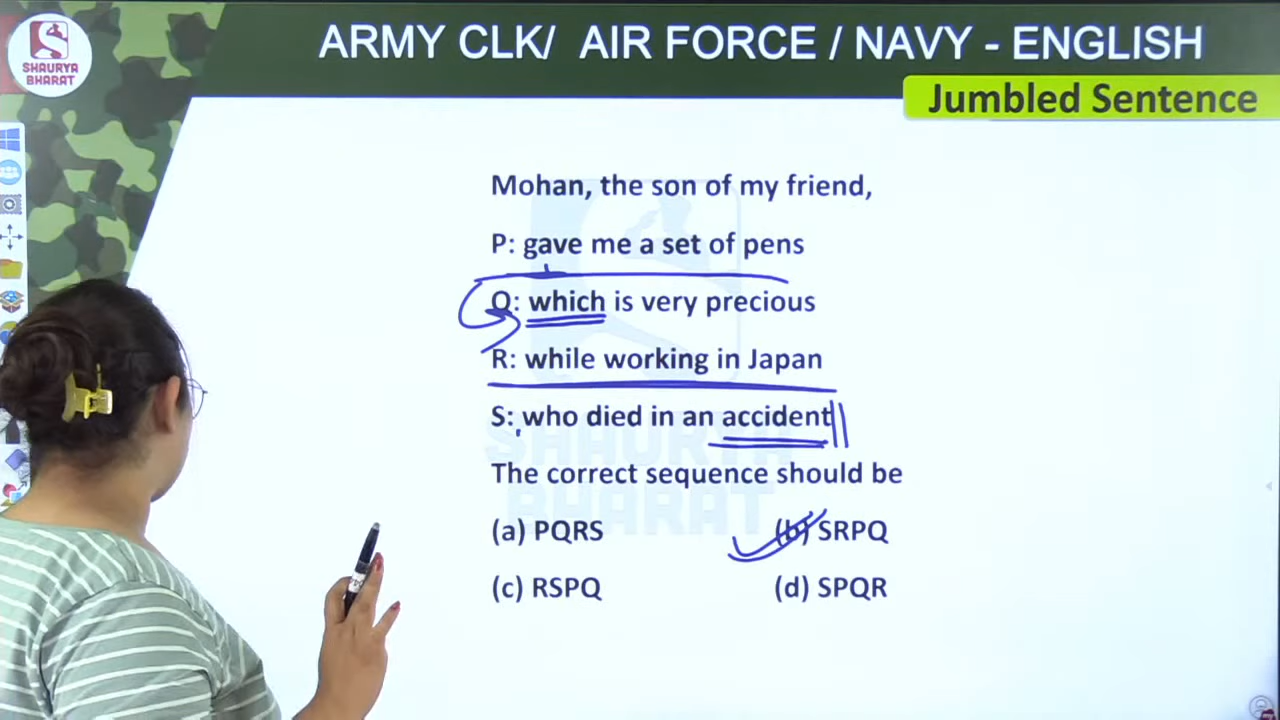 SHAURYA
BHARAT
ARMY CLK/ AIR FORCE / NAVY - ENGLISH
Jumbled Sentence
Mohan, the son of my friend,
P: gave me a set of pens
Q: which is very precious
R: while working in Japan
S: who died in an accident
SHAURYA
BHARAT
The correct sequence should be
(a) PQRS
(b) SRPQ
(c) RSPQ
(d) SPQR